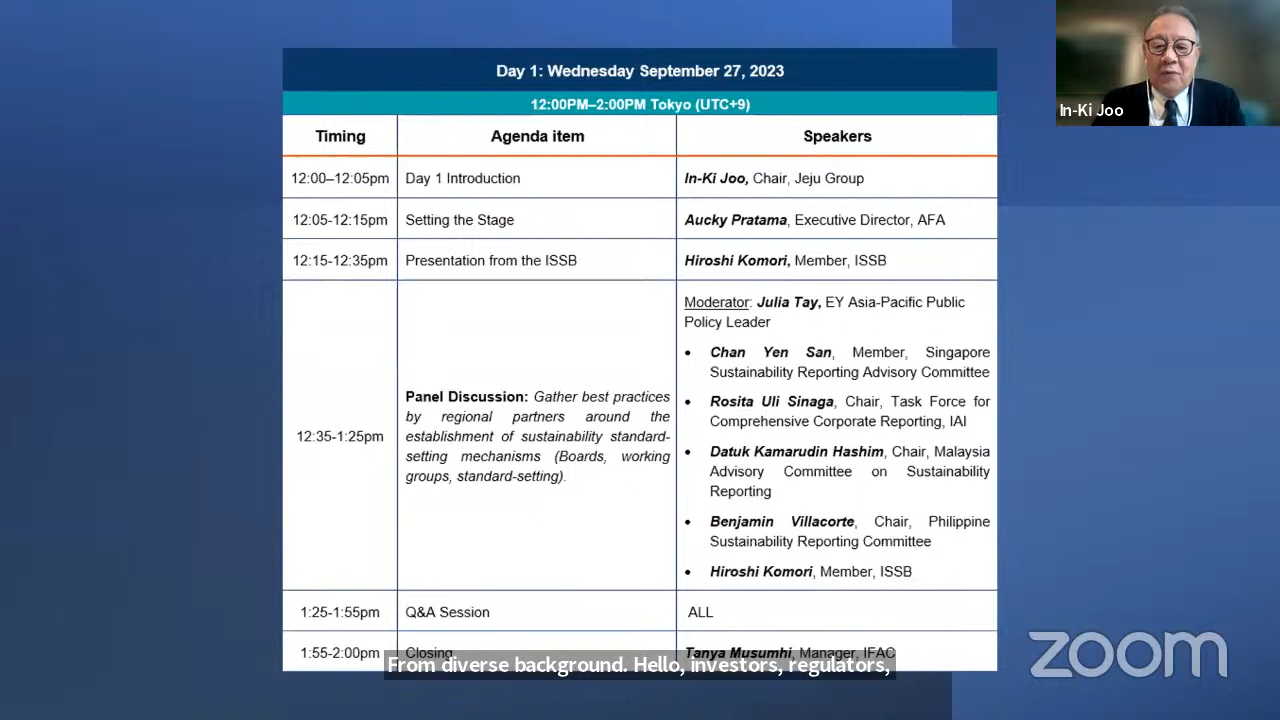 Day 1: Wednesday September 27, 2023
12:00PM–2:00PM Tokyo (UTC+9)
Timing
Agenda item
Speakers
12:00–12:05pm
Day 1 Introduction
In-Ki Joo, Chair, Jeju Group
12:05-12:15pm
Setting the Stage
Aucky Pratama, Executive Director, AFA
12:15-12:35pm
Presentation from the ISSB
Hiroshi Komori, Member, ISSB
12:35-1:25pm
Panel Discussion: Gather best practices
by regional partners around the
establishment of sustainability standard-
setting mechanisms (Boards, working
groups, standard-setting).
Moderator: Julia Tay, EY Asia-Pacific Public
Policy Leader
• Chan Yen San, Member, Singapore
Sustainability Reporting Advisory Committee
• Rosita Uli Sinaga, Chair, Task Force for
Comprehensive Corporate Reporting, IAI
• Datuk Kamarudin Hashim, Chair, Malaysia
Advisory Committee on Sustainability
Reporting
• Benjamin Villacorte, Chair, Philippine
Sustainability Reporting Committee
• Hiroshi Komori, Member, ISSB
1:25-1:55pm
Q&A Session
ALL
1:55-2:00pm
Closing
Tanya Musumhi, Manager, IFAC
From diverse background. Hello, investors, regulators,
In-Ki Joo
zoom